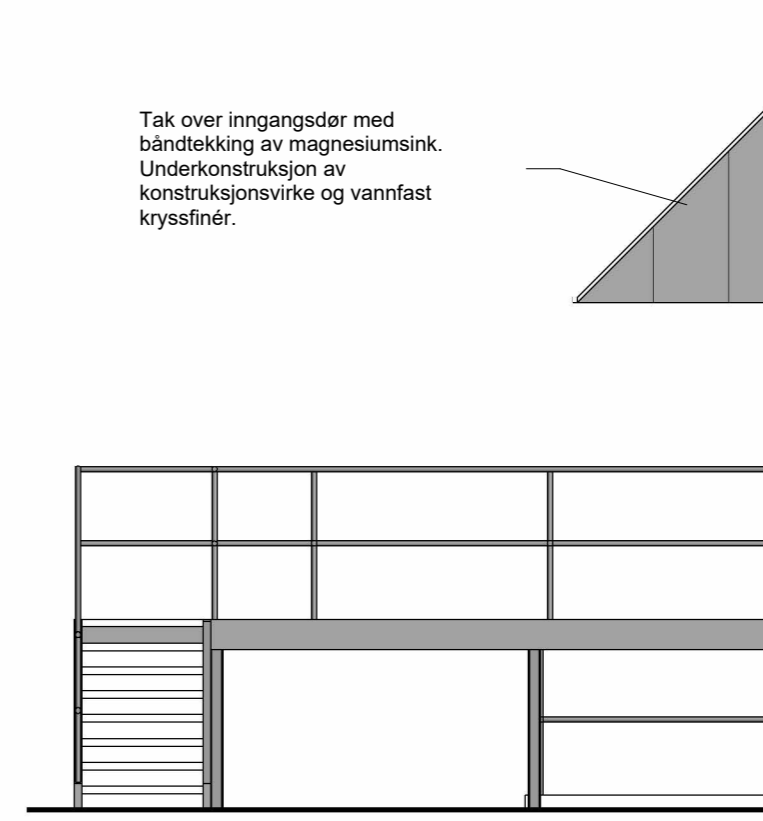 Tak over inngangsdør med
båndtekking av magnesiumsink.
Underkonstruksjon av
konstruksjonsvirke og vannfast
kryssfinér.